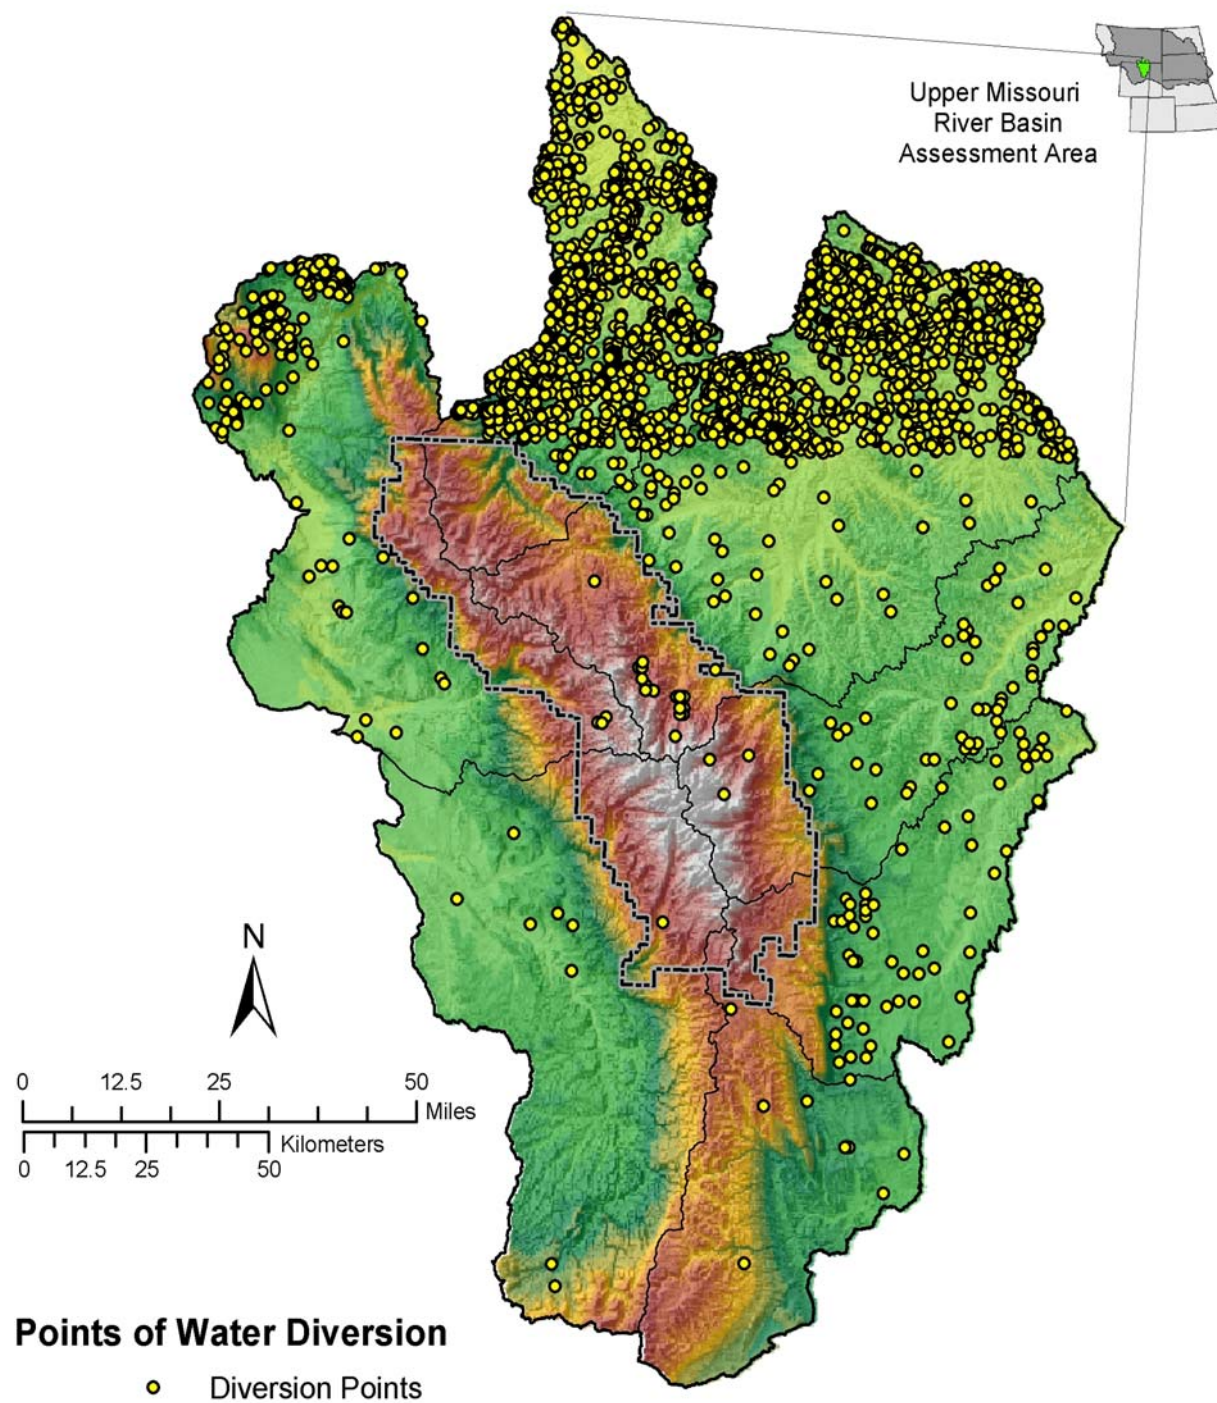 Upper Missouri
River Basin
Assessment Area
N
0 12.5 25 50
Miles
Kilometers
0 12.5 25 50
Points of Water Diversion
Diversion Points